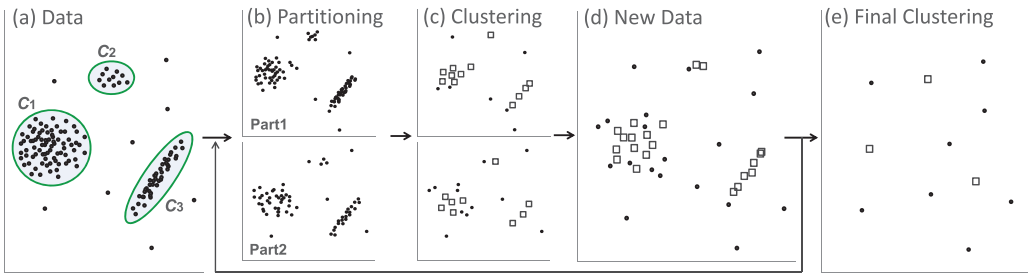 (a) Data
(b) Partitioning
(c) Clustering
(d) New Data
(e) Final Clustering
C2
C1
C3
Part1
Part2